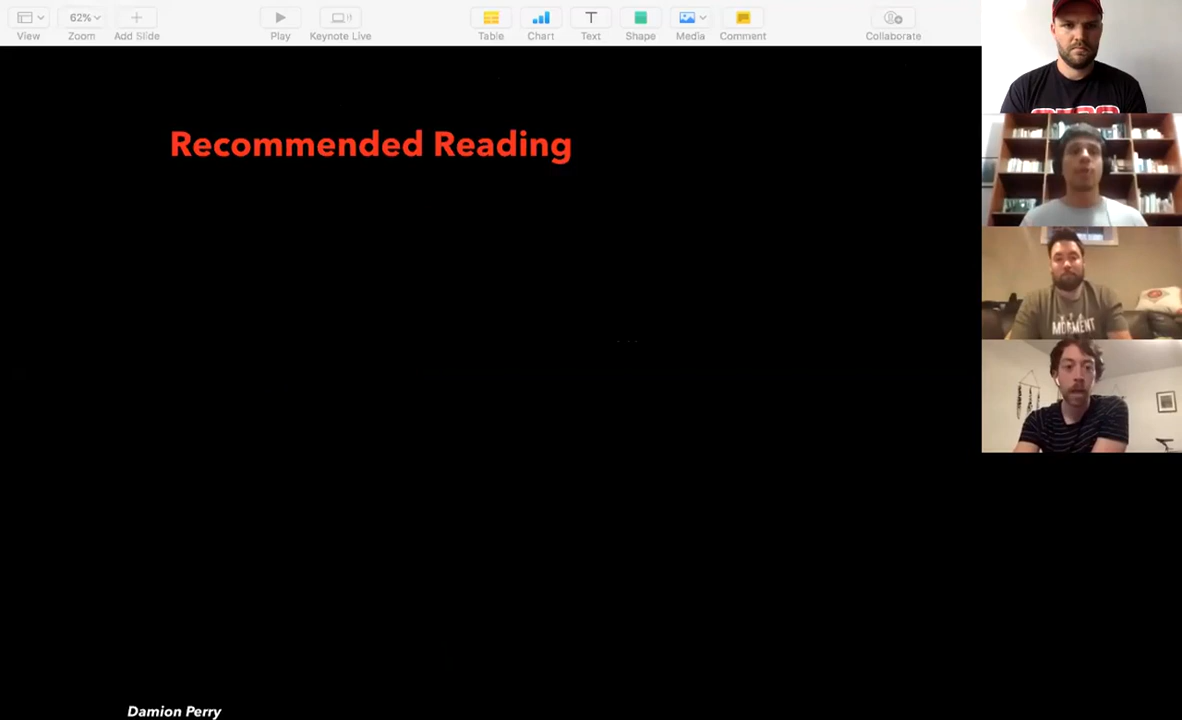 62%
View
Zoom
Add Slide
Play
Keynote Live
Table
Chart
Text
Shape
Media
Comment
Collaborate
Recommended Reading
Damion Perry